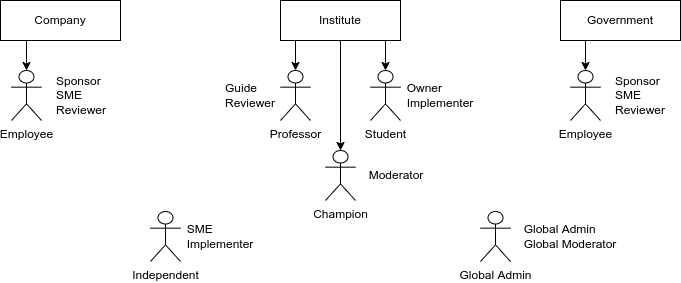 Company
Institute
Government
Sponsor
SME
Reviewer
Employee
Guide
Reviewer
Professor
Owner
Implementer
Student
Sponsor
SME
Reviewer
Employee
Moderator
Champion
SME
Implementer
Independent
Global Admin
Global Moderator
Global Admin